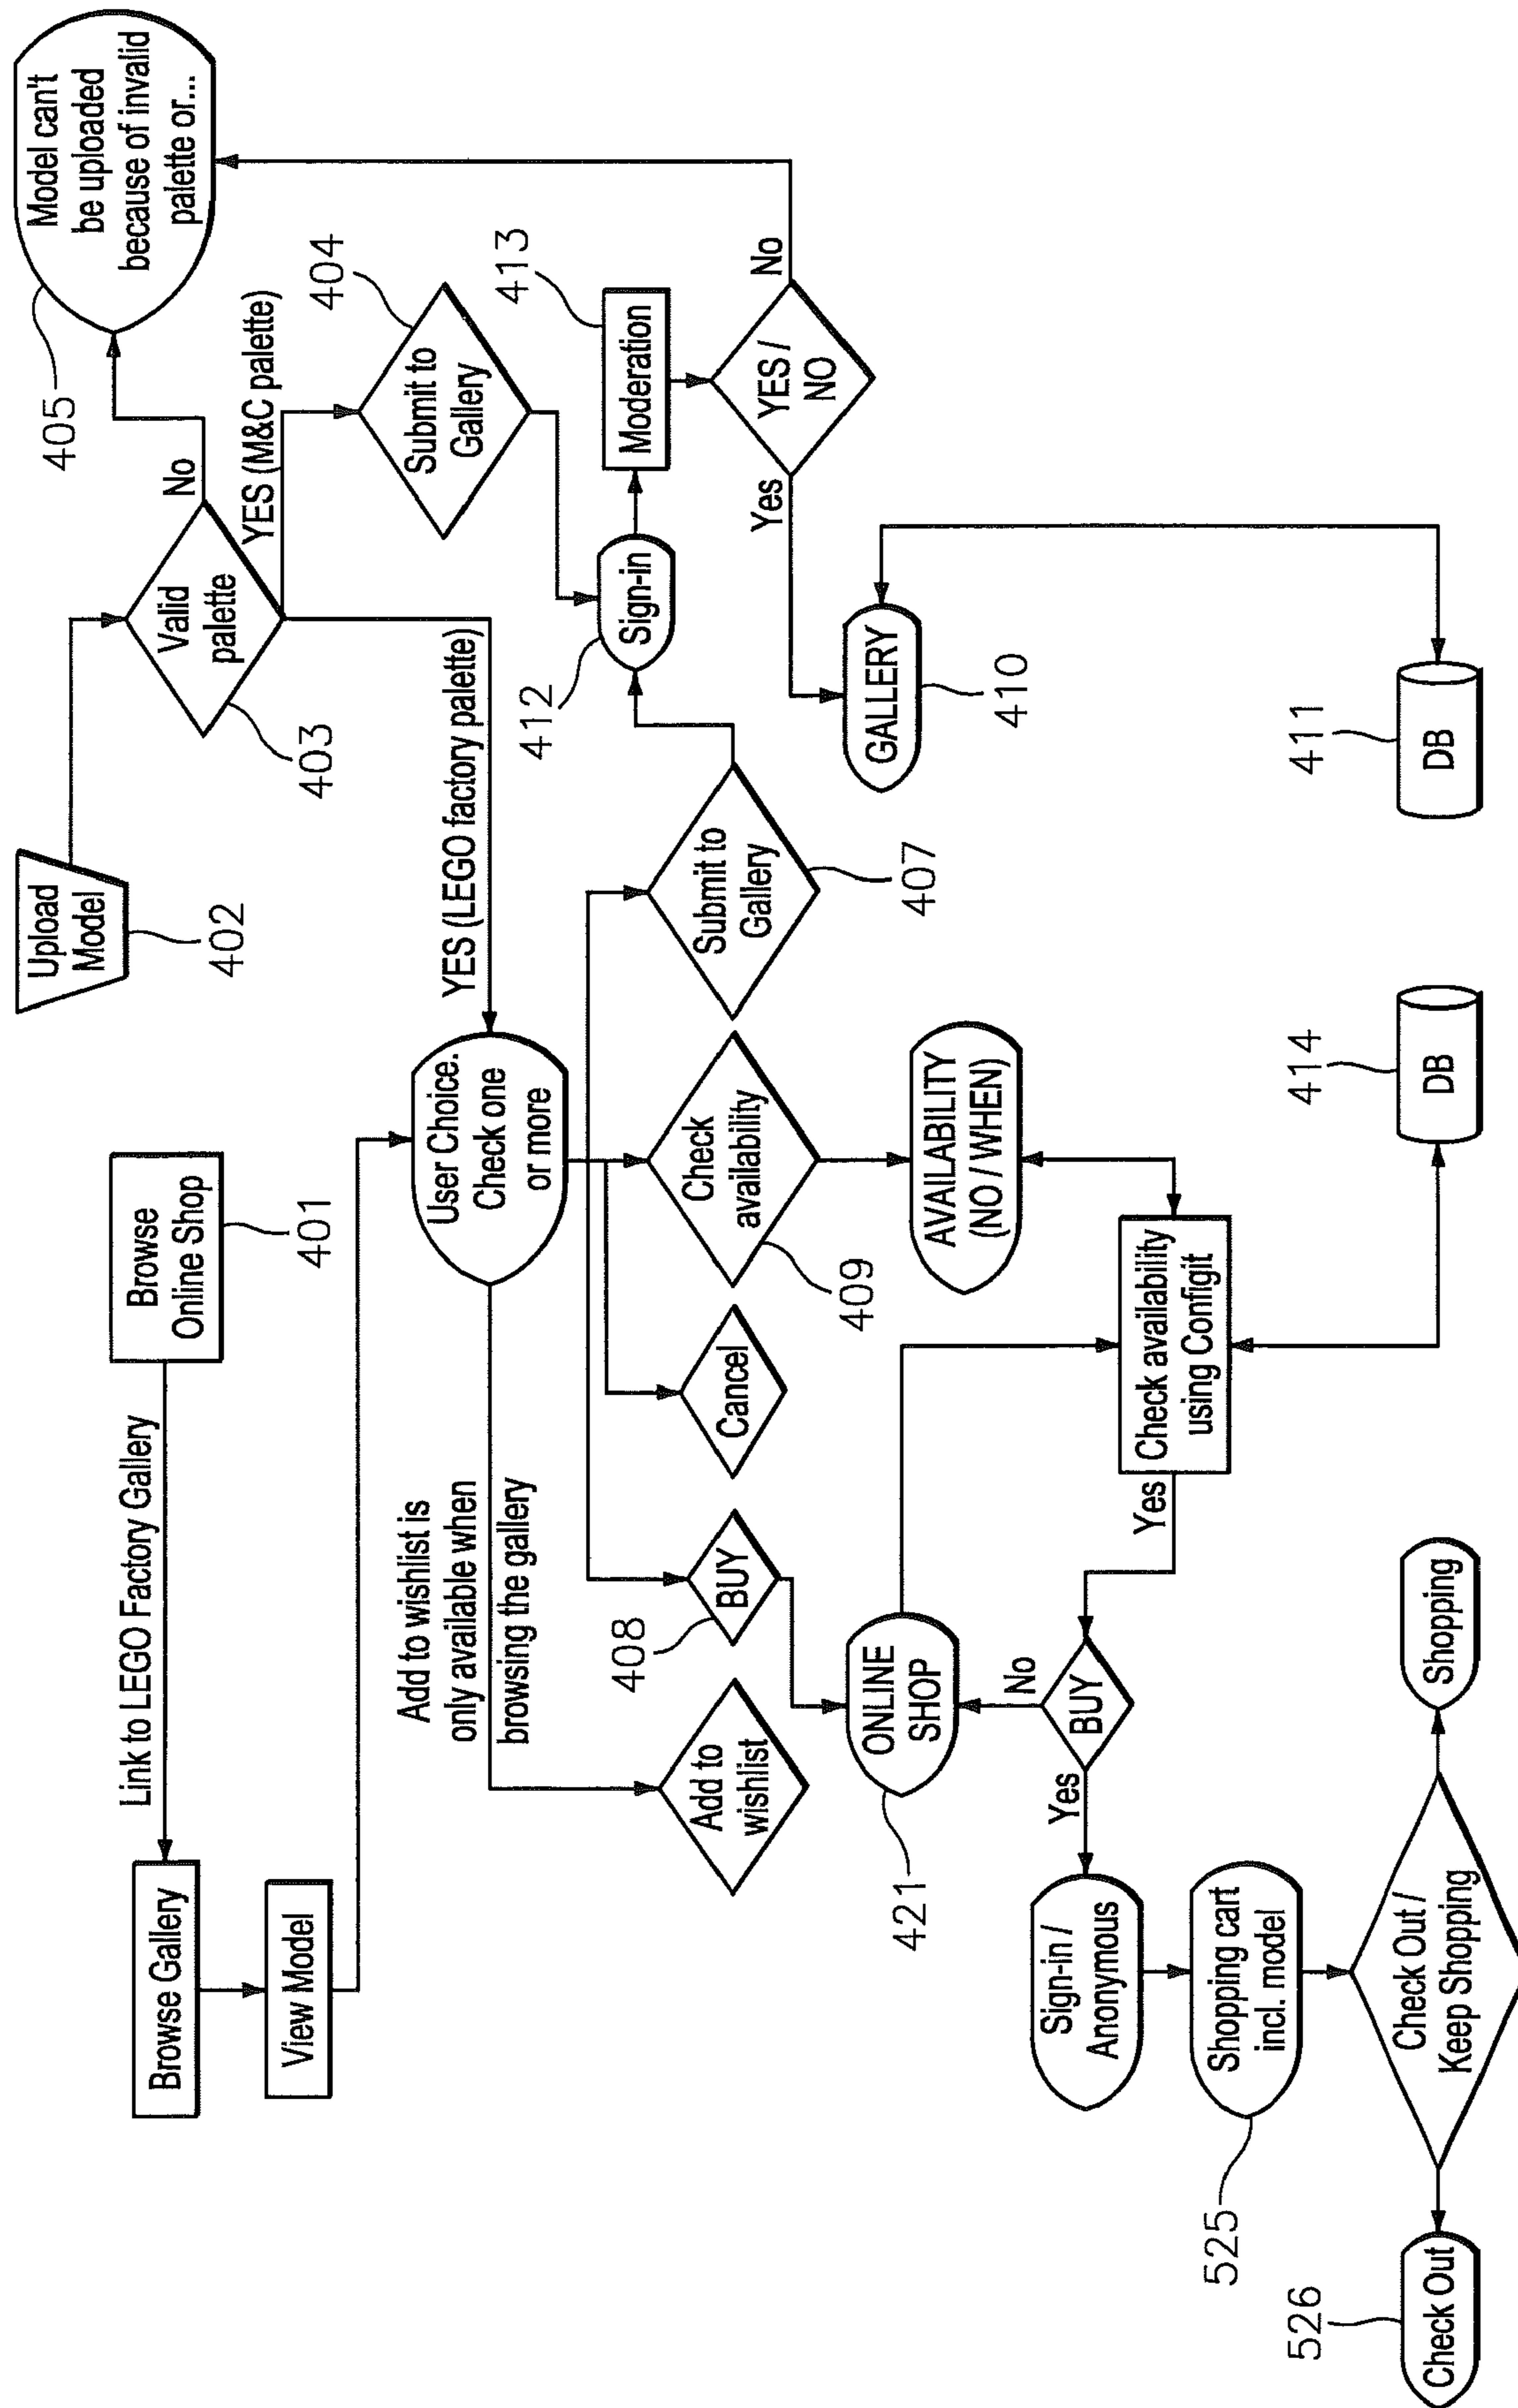 Browse
Online Shop
401
Link to LEGO Factory Gallery
Browse Gallery
View Model
Upload
Model
402
Valid
palette
403
No
Model can't
be uploaded
because of invalid
palette or...
405
YES (M&C palette)
Submit to
Gallery
404
YES (LEGO factory palette)
User Choice.
Check one
or more
Add to wishlist is
only available when
browsing the gallery
Add to
wishlist
BUY
408
Cancel
Check
availability
409
Submit to
Gallery
407
Sign-in
412
Moderation
413
YES /
NO
No
Yes
GALLERY
410
DB
411
AVAILABILITY
(NO / WHEN)
ONLINE
SHOP
421
Check availability
using Configit
DB
414
Yes
BUY
No
Yes
Sign-in /
Anonymous
Shopping cart
incl. model
525
Check Out /
Keep Shopping
Shopping
Check Out
526